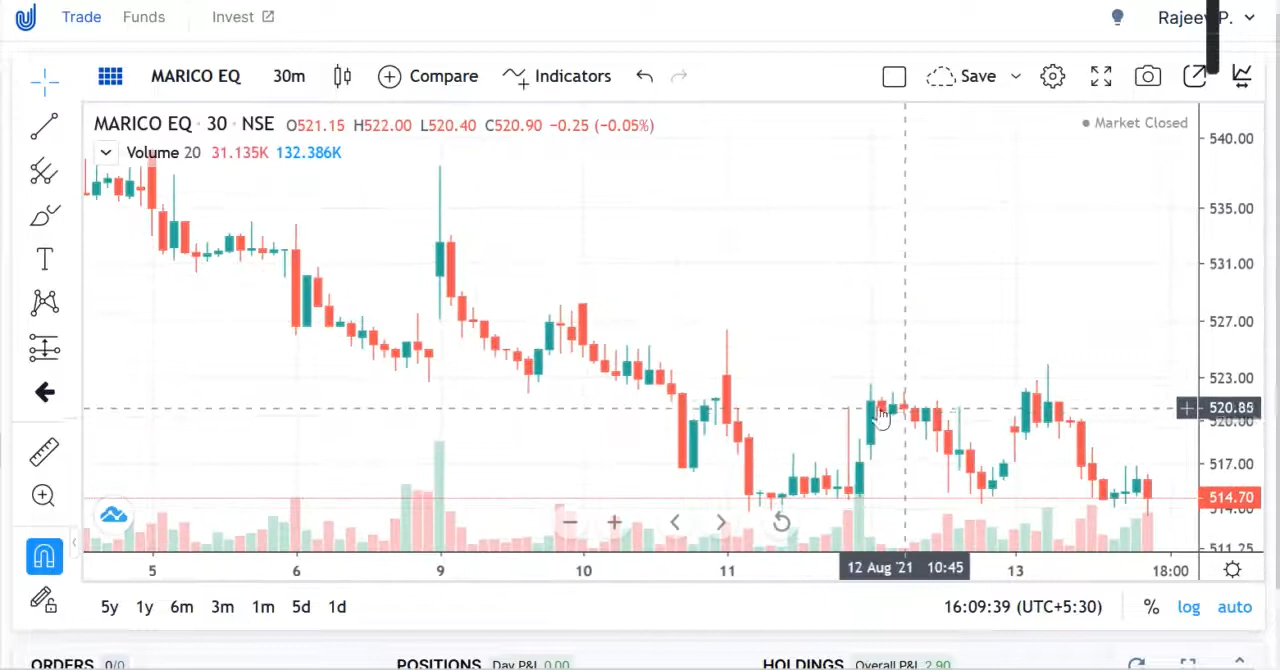 Trade Funds Invest Rajeev P.
MARICO EQ 30m Compare Indicators Save
MARICO EQ · 30 · NSE O521.15 H522.00 L520.40 C520.90 −0.25 (−0.05%) Market Closed
Volume 20 31.135K 132.386K
540.00
535.00
531.00
527.00
523.00
520.85
520.00
517.00
514.70
514.00
511.25
5 6 9 10 11 12 Aug '21 10:45 13 18:00
5y 1y 6m 3m 1m 5d 1d 16:09:39 (UTC+5:30) % log auto
ORDERS 0/0 POSITIONS Day P&L 0.00 HOLDINGS Overall P&L 2.90